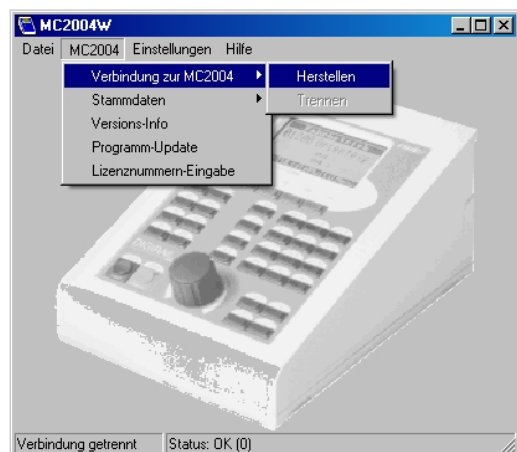 MC2004W
Datei MC2004 Einstellungen Hilfe
Verbindung zur MC2004
Herstellen
Stammdaten
Trennen
Versions-Info
Programm-Update
Lizenznummern-Eingabe
Verbindung getrennt Status: OK (0)